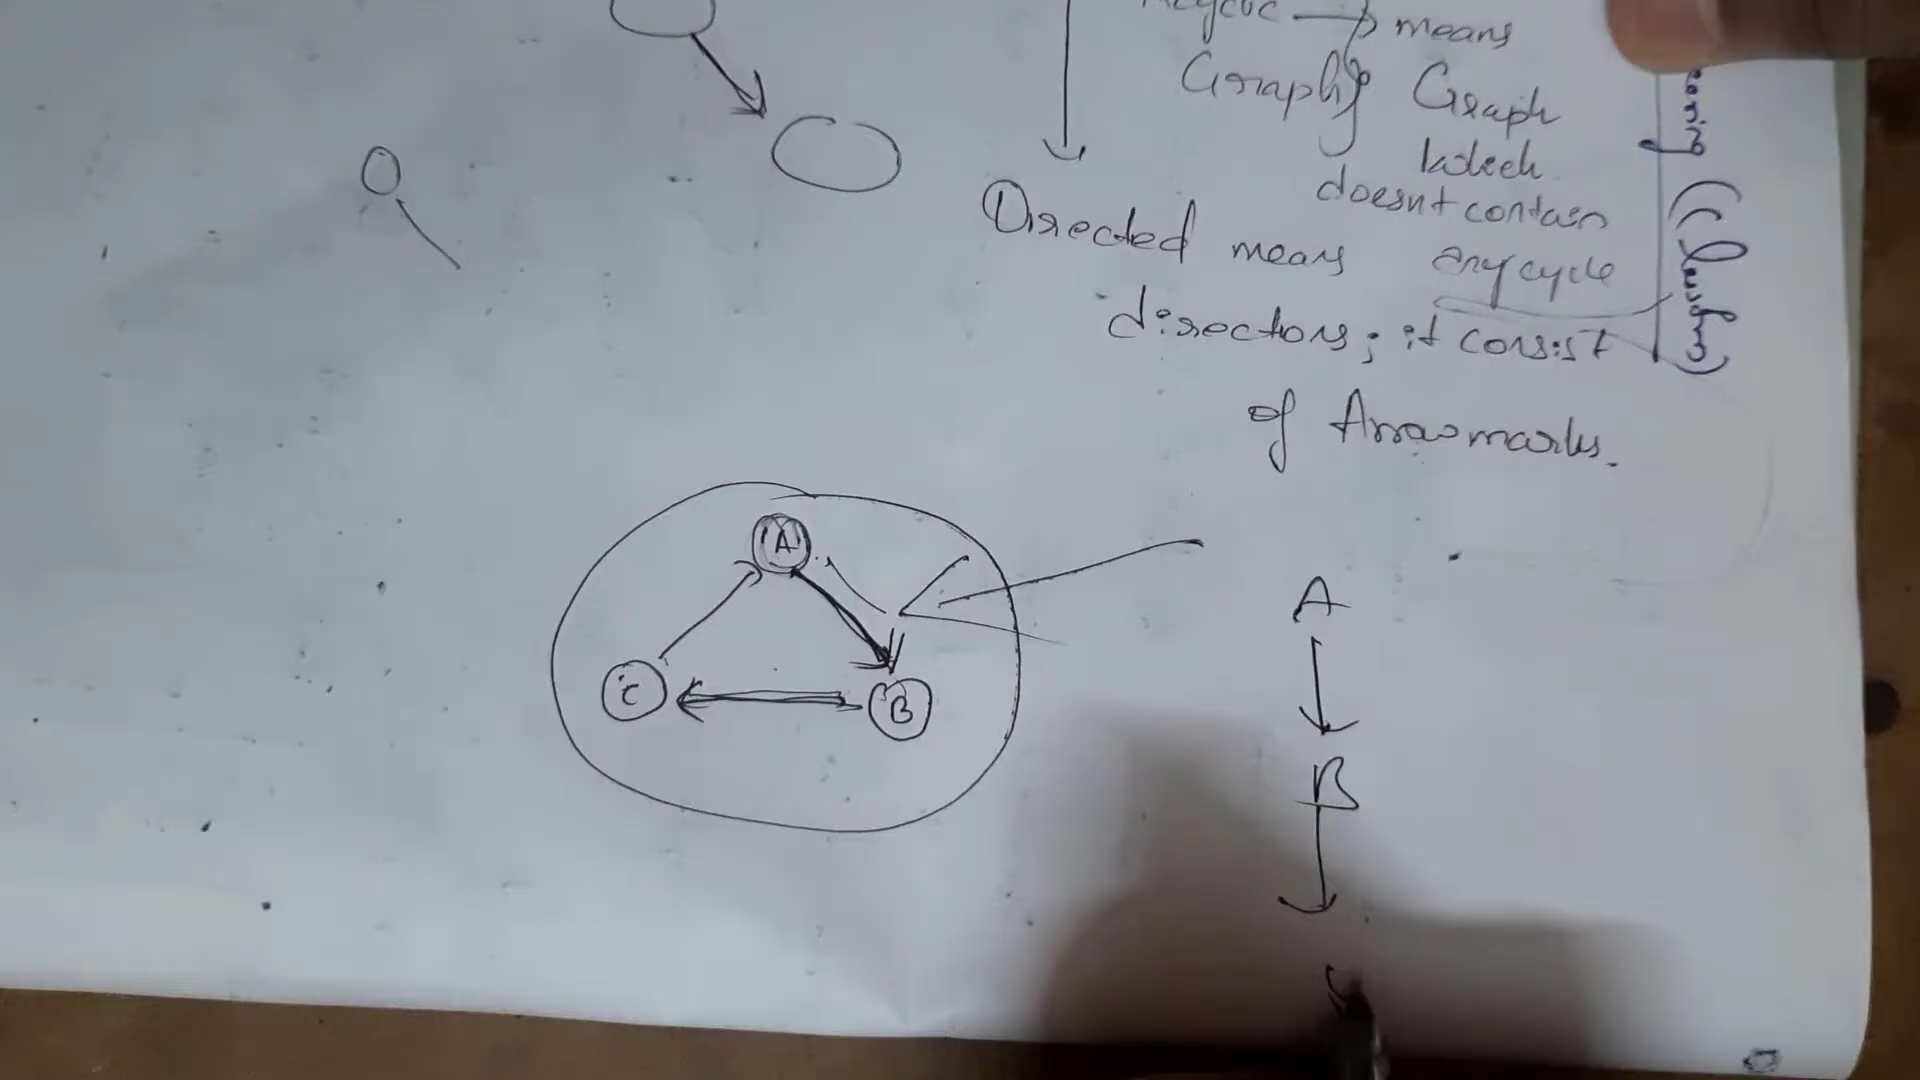 means
Graph Graph
which
doesnt contain
Directed means any cycle
directions; it consist
of Arrowmarks.
A
C
B
A
B